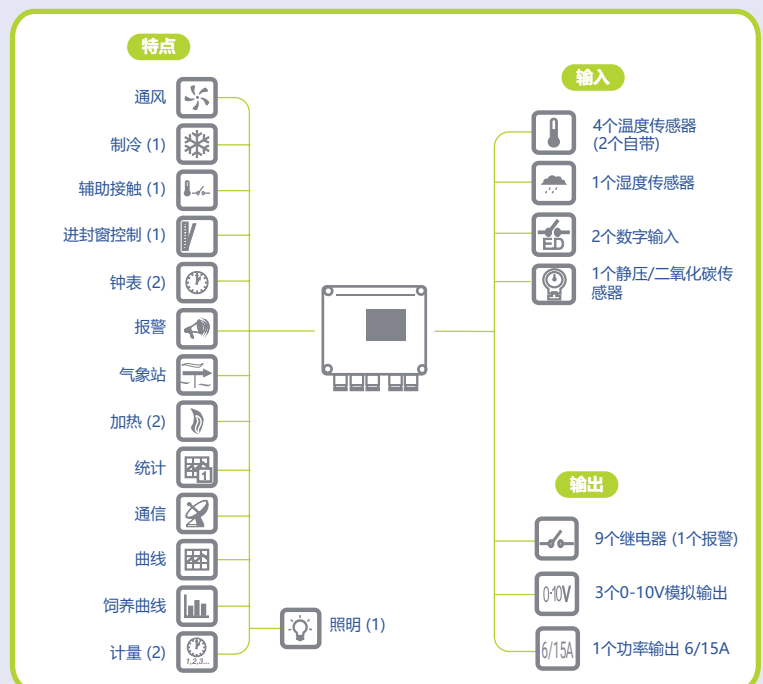 特点
通风
制冷 (1)
辅助接触 (1)
进封窗控制 (1)
钟表 (2)
报警
气象站
加热 (2)
统计
1
通信
曲线
饲养曲线
计量 (2)
1,2,3...
照明 (1)
输入
4个温度传感器
(2个自带)
1个湿度传感器
ED
2个数字输入
1个静压/二氧化碳传
感器
输出
9个继电器 (1个报警)
0-10V
3个0-10V模拟输出
6/15A
1个功率输出 6/15A